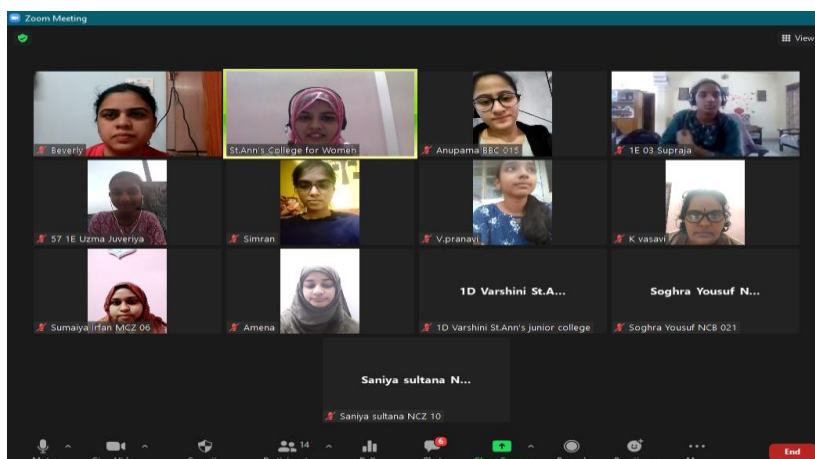 Zoom Meeting
View
Beverly
St.Ann's College for Women
Anupama BBC 015
1E 03 Supraja
57 1E Uzma Juveriya
Simran
V.pranavi
K vasavi
Sumaiya Irfan MCZ 06
Amena
1D Varshini St.A...
1D Varshini St.Ann's junior college
Soghra Yousuf N...
Soghra Yousuf NCB 021
Saniya sultana N...
Saniya sultana NCZ 10
14
6
End